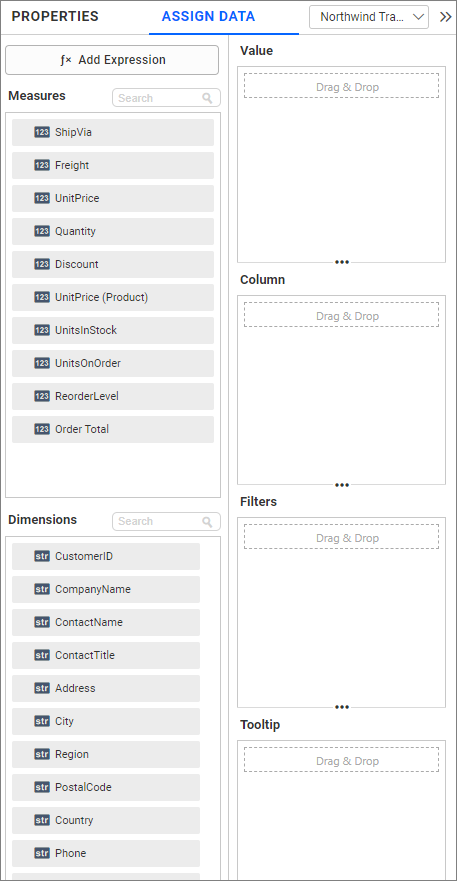 PROPERTIES
ASSIGN DATA
Northwind Tra...
ƒ× Add Expression
Measures
Search
123 ShipVia
123 Freight
123 UnitPrice
123 Quantity
123 Discount
123 UnitPrice (Product)
123 UnitsInStock
123 UnitsOnOrder
123 ReorderLevel
123 Order Total
Dimensions
Search
str CustomerID
str CompanyName
str ContactName
str ContactTitle
str Address
str City
str Region
str PostalCode
str Country
str Phone
Value
Drag & Drop
Column
Drag & Drop
Filters
Drag & Drop
Tooltip
Drag & Drop